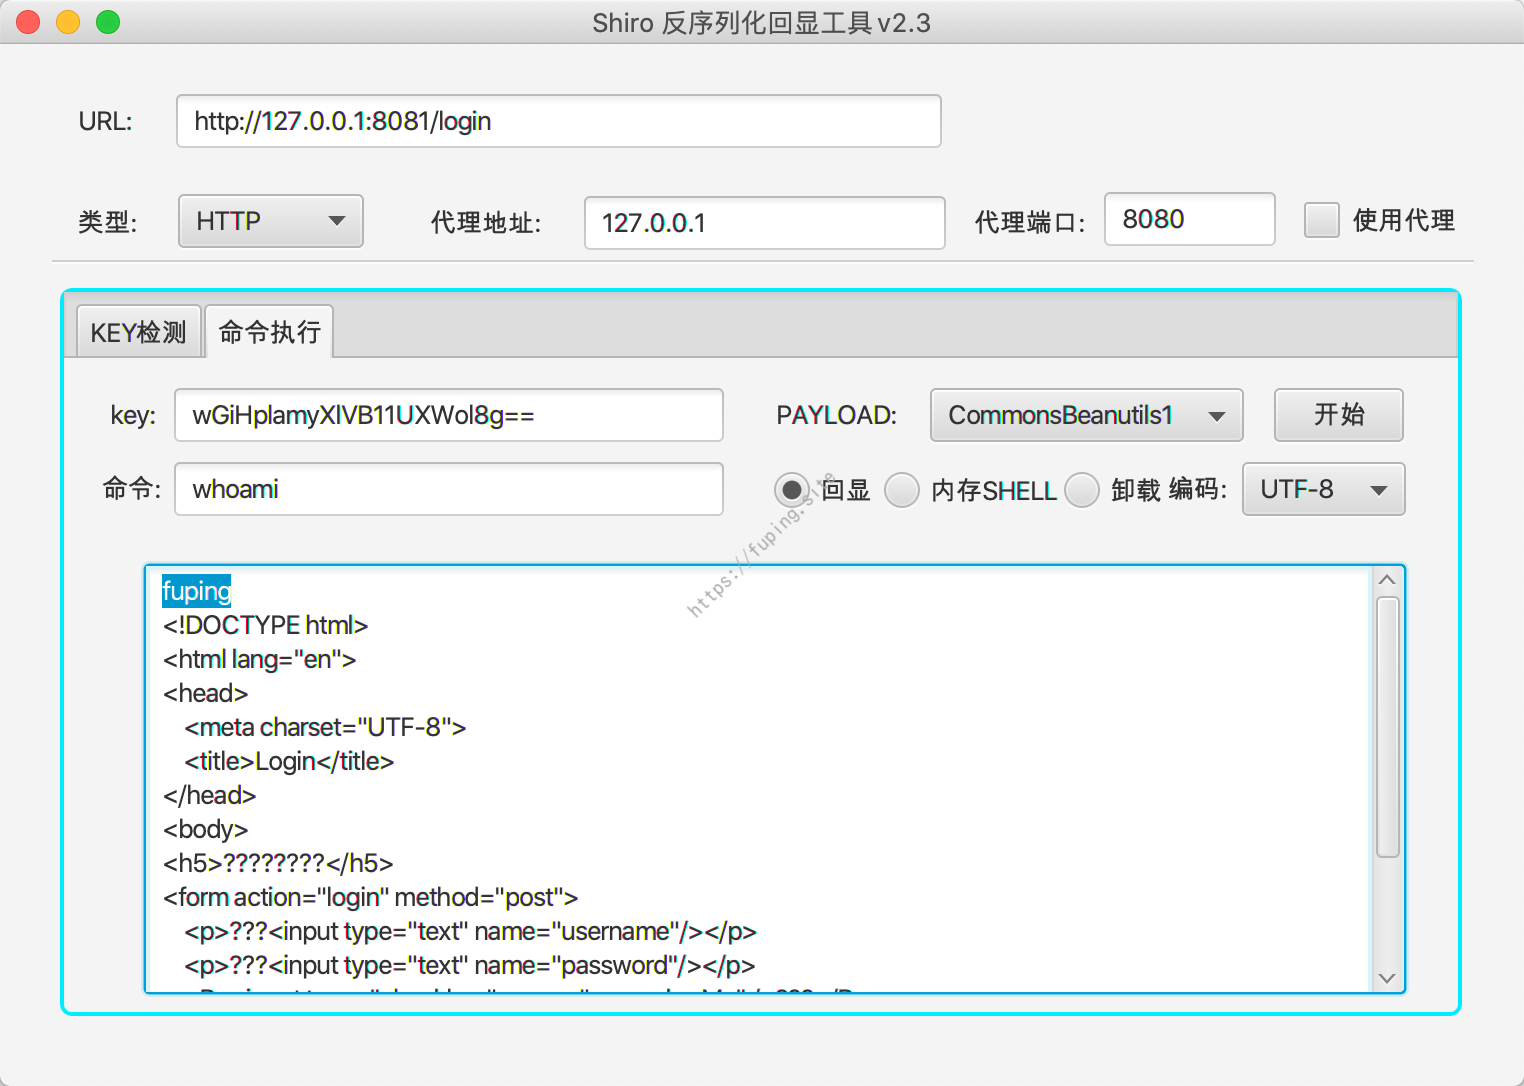 Shiro 反序列化回显工具 v2.3
URL: http://127.0.0.1:8081/login
类型: HTTP 代理地址: 127.0.0.1 代理端口: 8080 使用代理
KEY检测 命令执行
key: wGiHplamyXlVB11UXWol8g== PAYLOAD: CommonsBeanutils1 开始
命令: whoami 回显 内存SHELL 卸载 编码: UTF-8
https://fuping.site
fuping
<!DOCTYPE html>
<html lang="en">
<head>
<meta charset="UTF-8">
<title>Login</title>
</head>
<body>
<h5>????????</h5>
<form action="login" method="post">
<p>???<input type="text" name="username"/></p>
<p>???<input type="text" name="password"/></p>